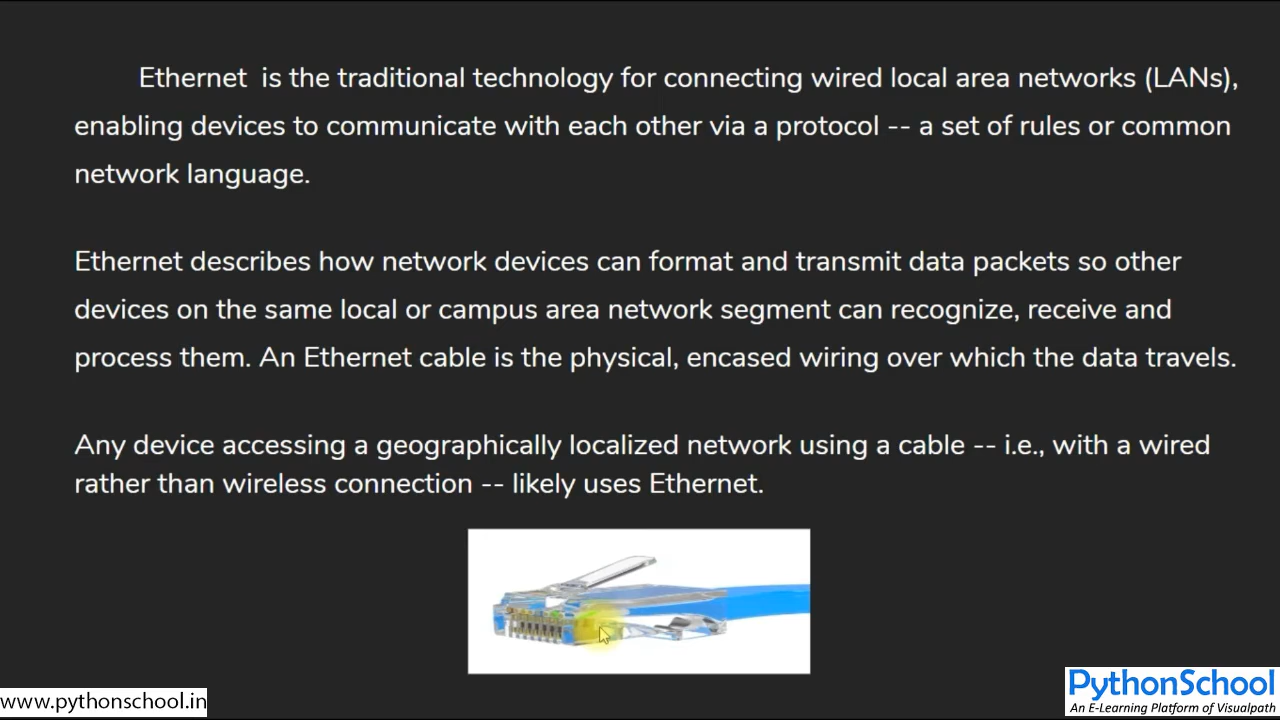 Ethernet is the traditional technology for connecting wired local area networks (LANs),
enabling devices to communicate with each other via a protocol -- a set of rules or common
network language.
Ethernet describes how network devices can format and transmit data packets so other
devices on the same local or campus area network segment can recognize, receive and
process them. An Ethernet cable is the physical, encased wiring over which the data travels.
Any device accessing a geographically localized network using a cable -- i.e., with a wired
rather than wireless connection -- likely uses Ethernet.
www.pythonschool.in
PythonSchool
An E-Learning Platform of Visualpath